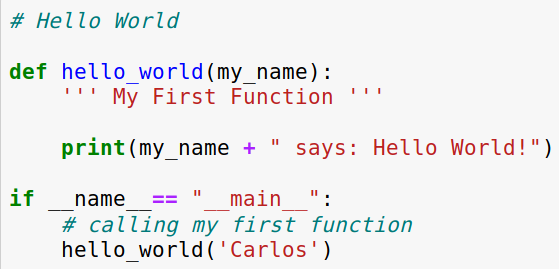 # Hello World
def hello_world(my_name):
''' My First Function '''
print(my_name + " says: Hello World!")
if __name__== "__main__":
# calling my first function
hello_world('Carlos')